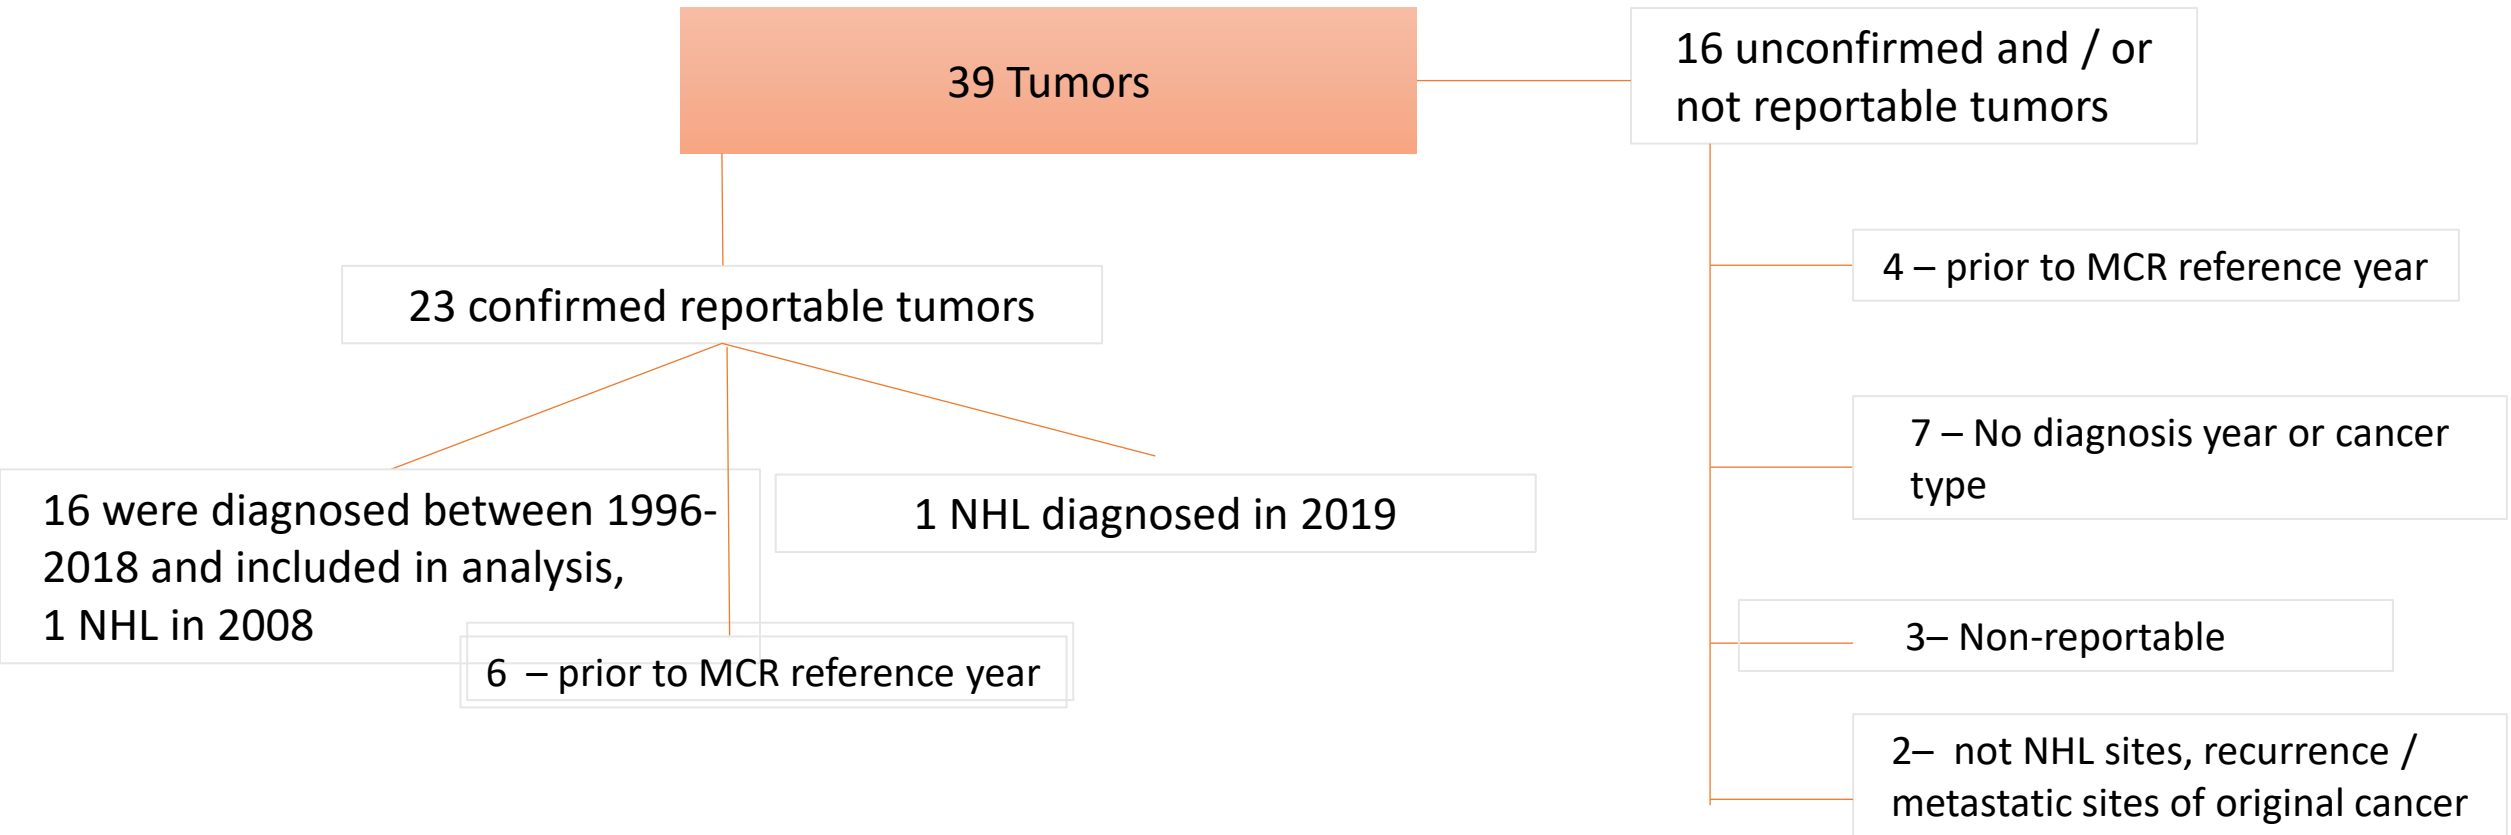 39 Tumors
16 unconfirmed and / or
not reportable tumors
4 – prior to MCR reference year
23 confirmed reportable tumors
7 – No diagnosis year or cancer
type
16 were diagnosed between 1996-
2018 and included in analysis,
1 NHL in 2008
1 NHL diagnosed in 2019
6 – prior to MCR reference year
3– Non-reportable
2– not NHL sites, recurrence /
metastatic sites of original cancer